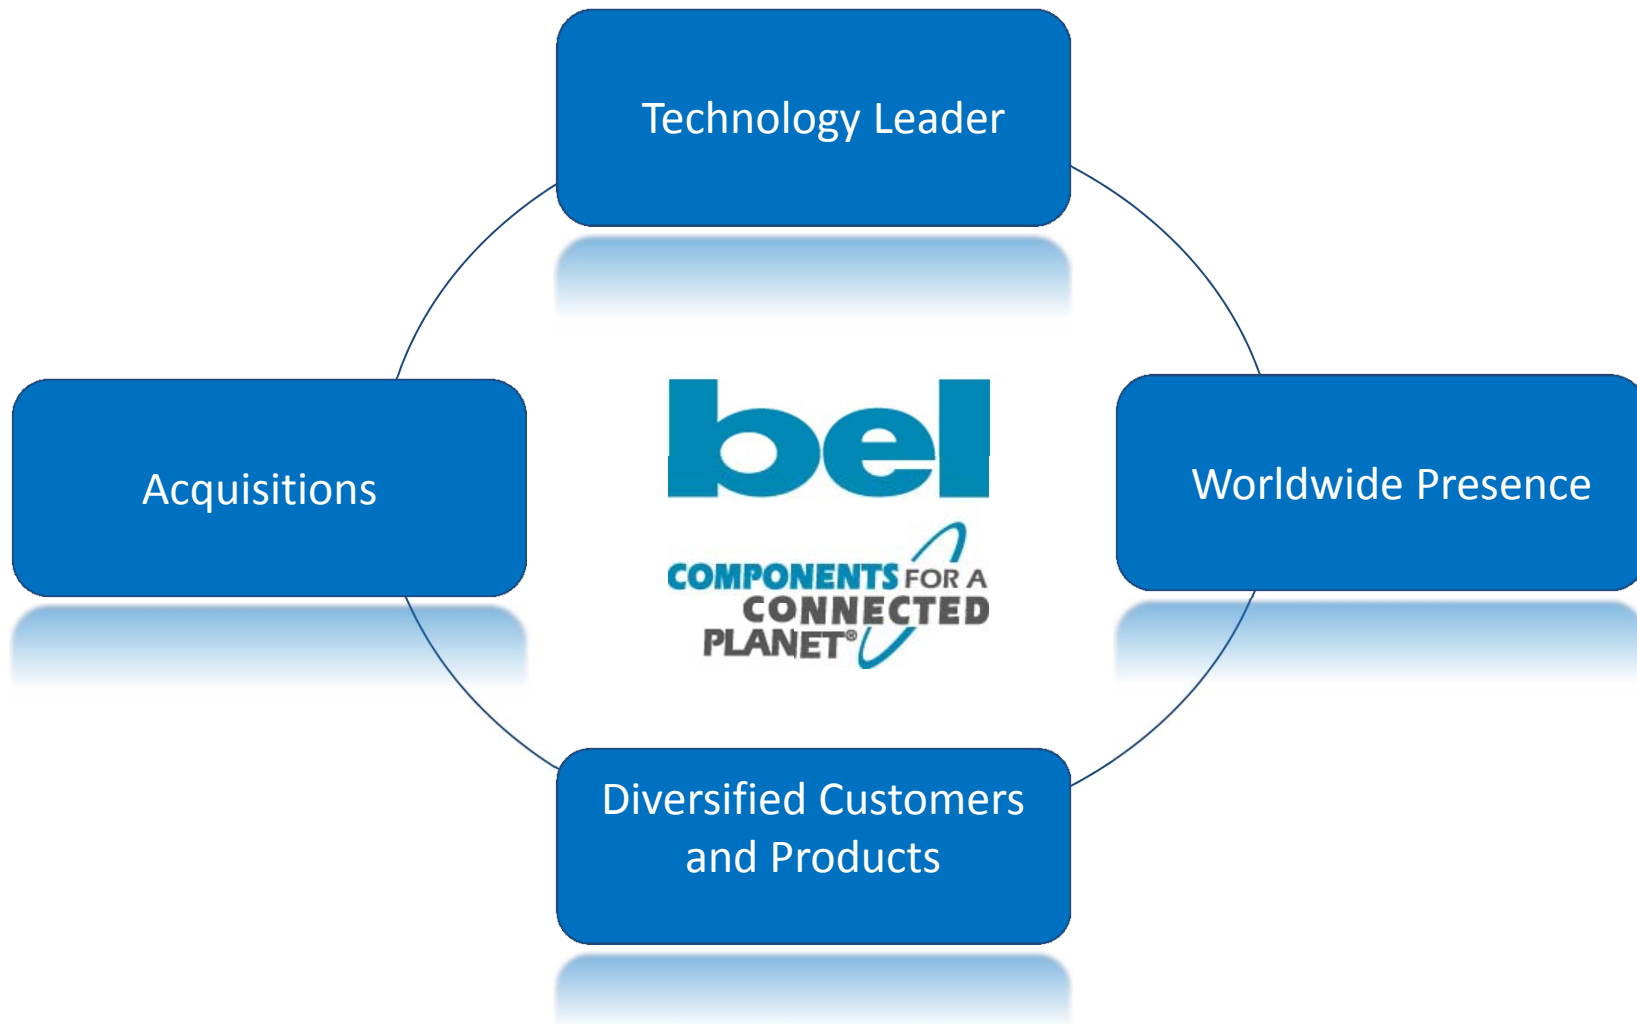 Technology Leader
Acquisitions
bel
COMPONENTS FOR A
CONNECTED
PLANET®
Worldwide Presence
Diversified Customers
and Products